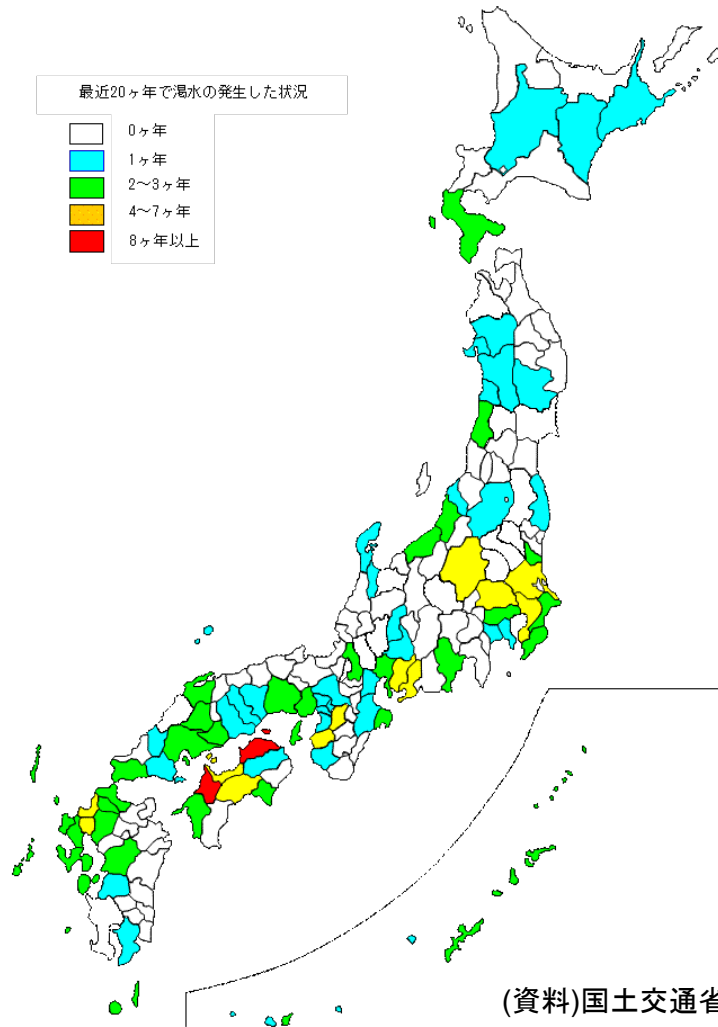 最近20ヶ年で渇水の発生した状況
0ヶ年
1ヶ年
2～3ヶ年
4～7ヶ年
8ヶ年以上
(資料)国土交通省